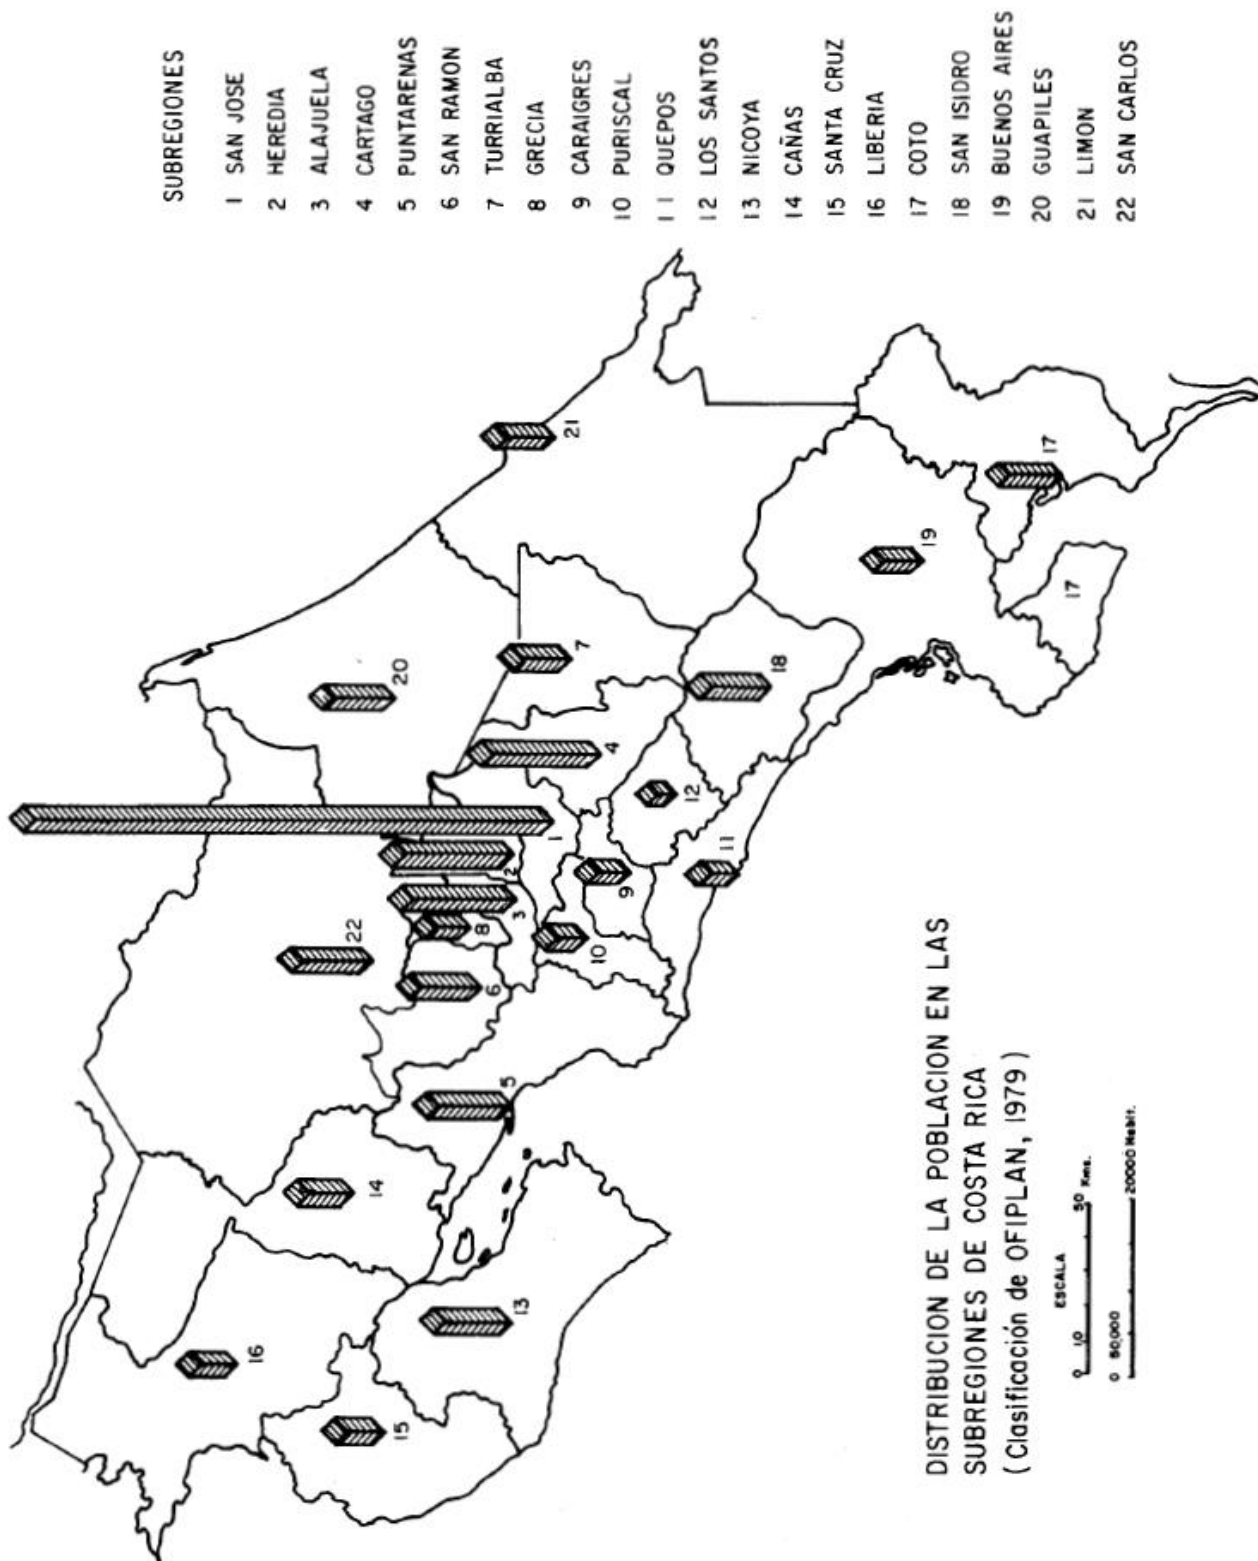 SUBREGIONES
1 SAN JOSE
2 HEREDIA
3 ALAJUELA
4 CARTAGO
5 PUNTARENAS
6 SAN RAMON
7 TURRIALBA
8 GRECIA
9 CARAIGRES
10 PURISCAL
11 QUEPOS
12 LOS SANTOS
13 NICOYA
14 CAÑAS
15 SANTA CRUZ
16 LIBERIA
17 COTO
18 SAN ISIDRO
19 BUENOS AIRES
20 GUAPILES
21 LIMON
22 SAN CARLOS
16
20
22
14
15
8
6
5
2
3
13
1
21
7
10
4
9
12
11
18
19
17
17
DISTRIBUCION DE LA POBLACION EN LAS
SUBREGIONES DE COSTA RICA
(Clasificación de OFIPLAN, 1979)
ESCALA
0 10 50 Kms.
0 50,000 20000 Habit.